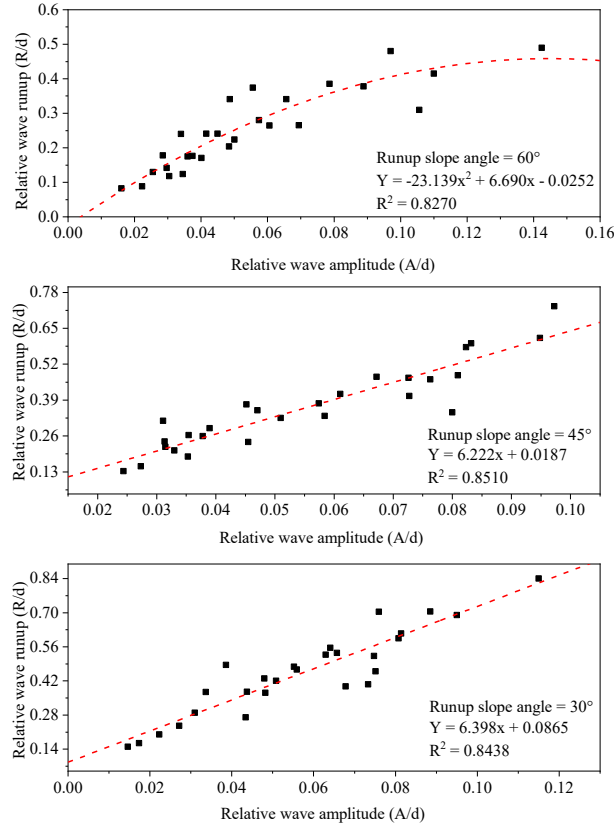 0.6
0.5
0.4
0.3
0.2
0.1
0.0
Relative wave runup (R/d)
Runup slope angle = 60°
Y = -23.139x² + 6.690x - 0.0252
R² = 0.8270
0.00 0.02 0.04 0.06 0.08 0.10 0.12 0.14 0.16
Relative wave amplitude (A/d)
0.78
0.65
0.52
0.39
0.26
0.13
Relative wave runup (R/d)
Runup slope angle = 45°
Y = 6.222x + 0.0187
R² = 0.8510
0.02 0.03 0.04 0.05 0.06 0.07 0.08 0.09 0.10
Relative wave amplitude (A/d)
0.84
0.70
0.56
0.42
0.28
0.14
Relative wave runup (R/d)
Runup slope angle = 30°
Y = 6.398x + 0.0865
R² = 0.8438
0.00 0.02 0.04 0.06 0.08 0.10 0.12
Relative wave amplitude (A/d)